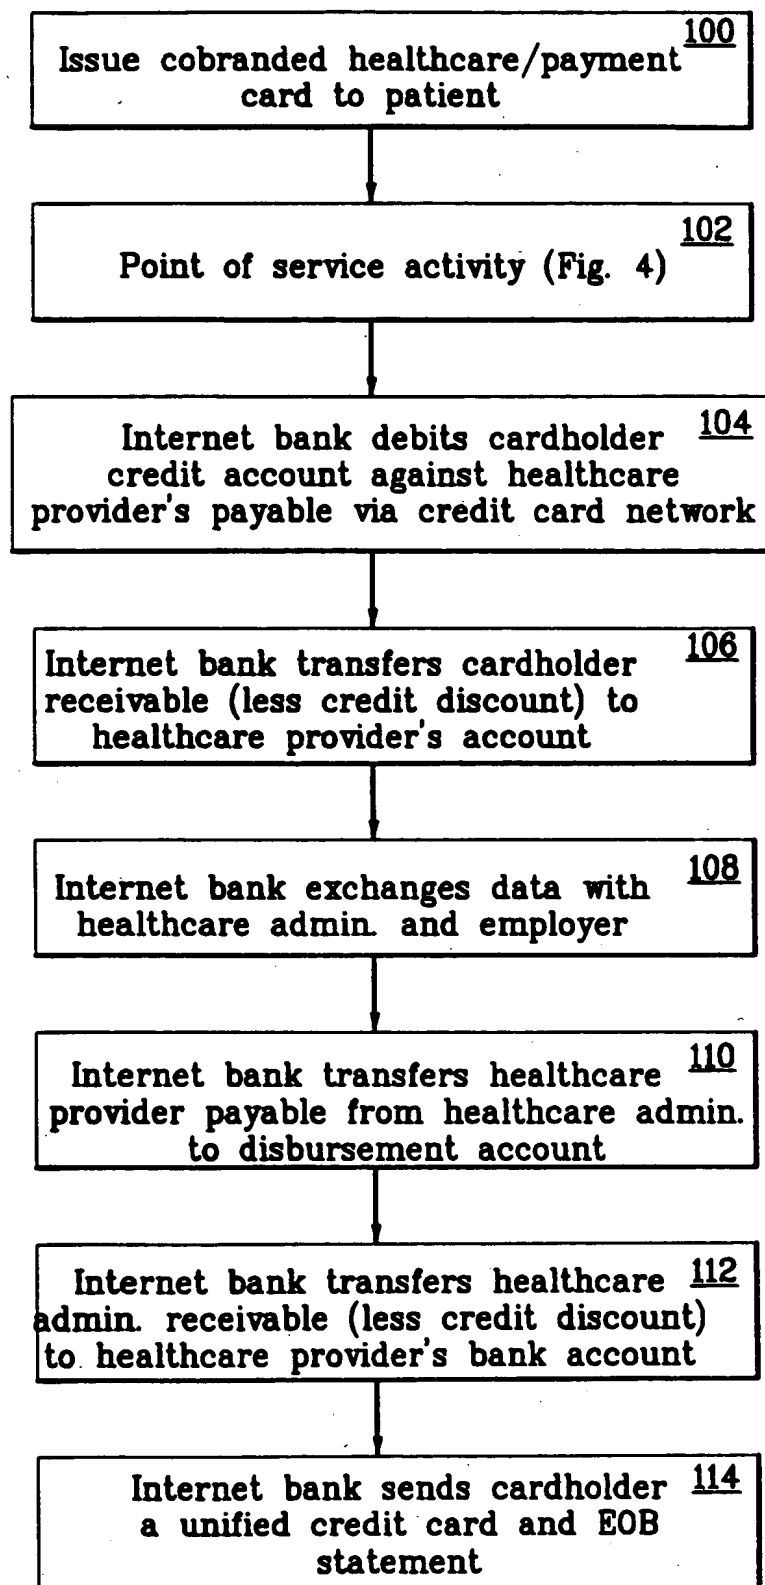 100
Issue cobranded healthcare/payment
card to patient
102
Point of service activity (Fig. 4)
104
Internet bank debits cardholder
credit account against healthcare
provider's payable via credit card network
106
Internet bank transfers cardholder
receivable (less credit discount) to
healthcare provider's account
108
Internet bank exchanges data with
healthcare admin. and employer
110
Internet bank transfers healthcare
provider payable from healthcare admin.
to disbursement account
112
Internet bank transfers healthcare
admin. receivable (less credit discount)
to healthcare provider's bank account
114
Internet bank sends cardholder
a unified credit card and EOB
statement